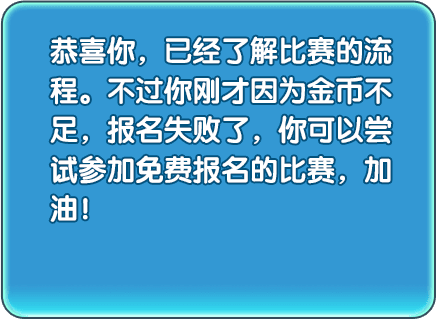 恭喜你，已经了解比赛的流
程。不过你刚才因为金币不
足，报名失败了，你可以尝
试参加免费报名的比赛，加
油！